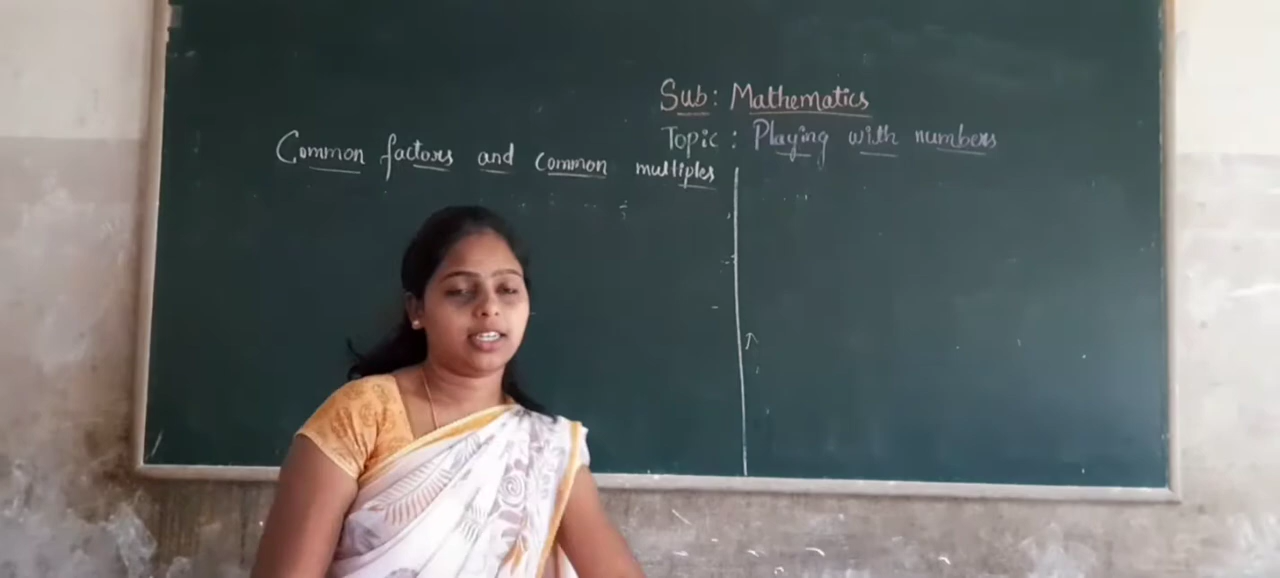 Sub: Mathematics
Topic: Playing with numbers
Common factors and common multiples